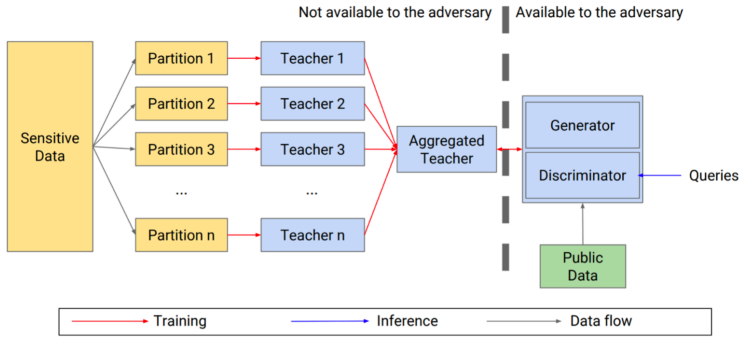 Not available to the adversary
Available to the adversary
Sensitive
Data
Partition 1
Teacher 1
Partition 2
Teacher 2
Partition 3
Teacher 3
...
...
Partition n
Teacher n
Aggregated
Teacher
Generator
Discriminator
Queries
Public
Data
Training
Inference
Data flow